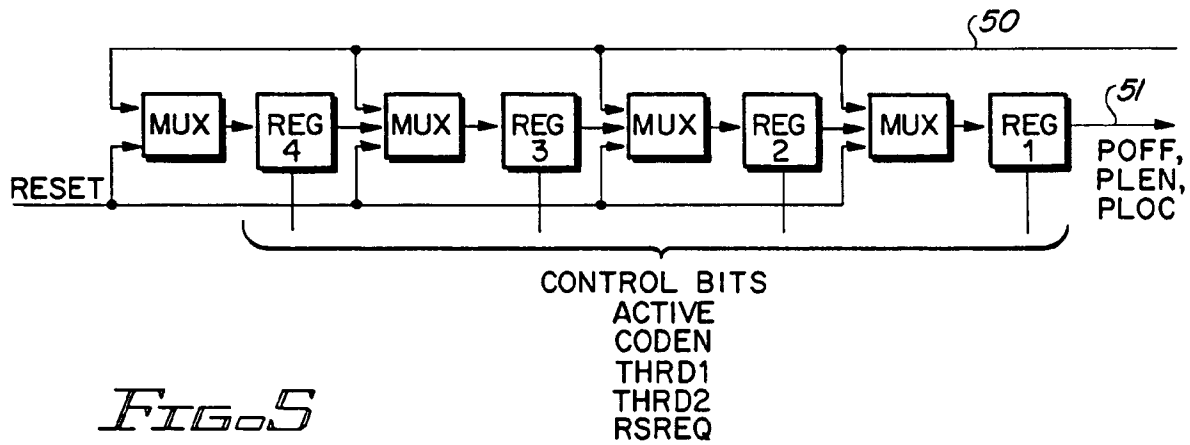 50
51
MUX REG 4 MUX REG 3 MUX REG 2 MUX REG 1
RESET
POFF,
PLEN,
PLOC
CONTROL BITS
ACTIVE
CODEN
THRD1
THRD2
RSREQ
FIG. 5